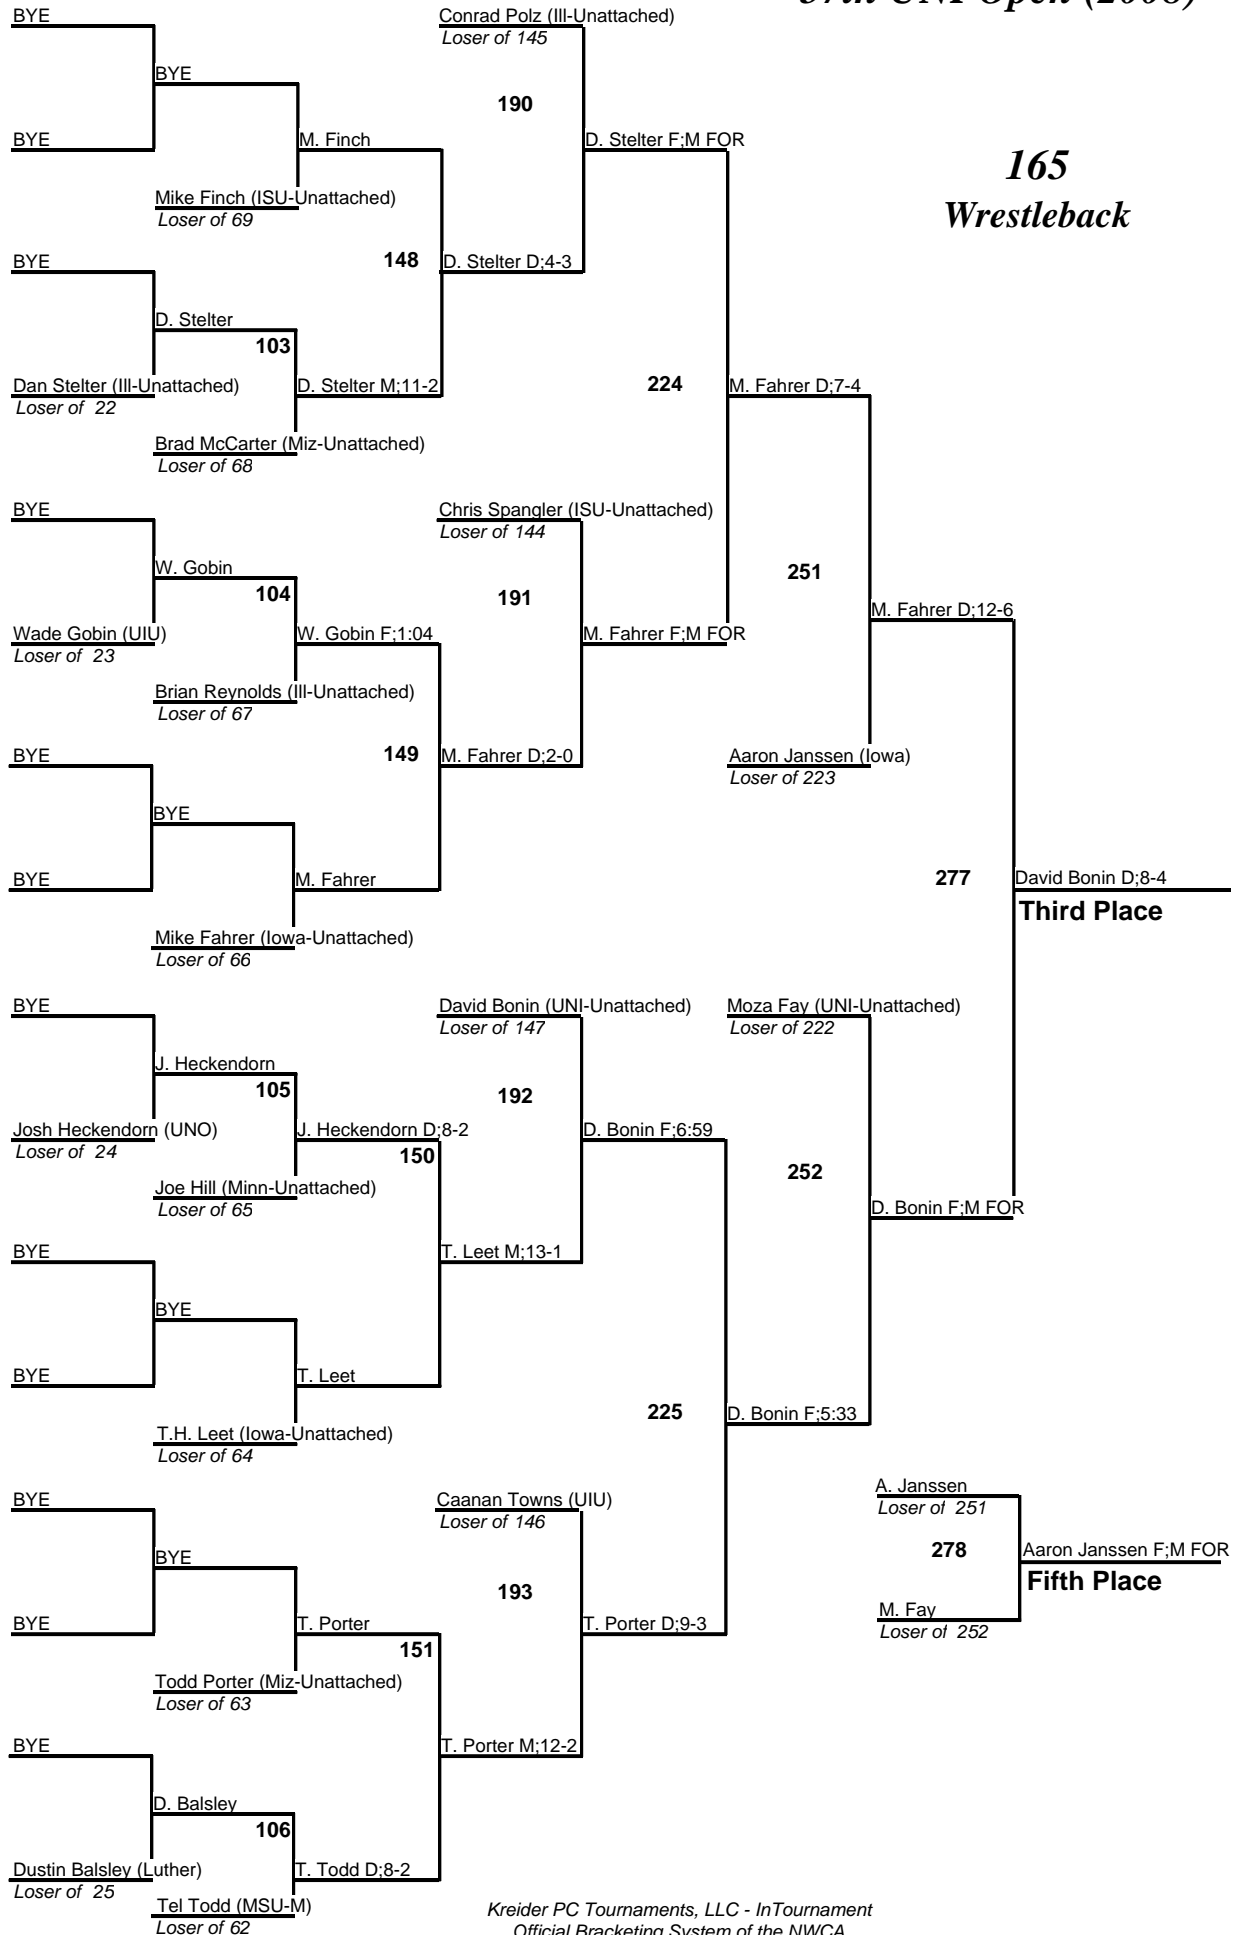 37th UNI Open (2008)
165
Wrestleback
BYE
BYE
BYE
M. Finch
Mike Finch (ISU-Unattached)
Loser of 69
BYE
D. Stelter
103
Dan Stelter (Ill-Unattached)
Loser of 22
D. Stelter M;11-2
Brad McCarter (Miz-Unattached)
Loser of 68
148
D. Stelter D;4-3
Conrad Polz (Ill-Unattached)
Loser of 145
190
D. Stelter F;M FOR
224
M. Fahrer D;7-4
BYE
W. Gobin
104
Wade Gobin (UIU)
Loser of 23
W. Gobin F;1:04
Brian Reynolds (Ill-Unattached)
Loser of 67
149
M. Fahrer D;2-0
Chris Spangler (ISU-Unattached)
Loser of 144
191
M. Fahrer F;M FOR
251
M. Fahrer D;12-6
Aaron Janssen (Iowa)
Loser of 223
BYE
BYE
BYE
M. Fahrer
Mike Fahrer (Iowa-Unattached)
Loser of 66
277
David Bonin D;8-4
Third Place
BYE
J. Heckendorn
105
Josh Heckendorn (UNO)
Loser of 24
J. Heckendorn D;8-2
150
Joe Hill (Minn-Unattached)
Loser of 65
David Bonin (UNI-Unattached)
Loser of 147
192
D. Bonin F;6:59
Moza Fay (UNI-Unattached)
Loser of 222
252
D. Bonin F;M FOR
BYE
BYE
BYE
T. Leet M;13-1
T. Leet
T.H. Leet (Iowa-Unattached)
Loser of 64
225
D. Bonin F;5:33
BYE
BYE
BYE
T. Porter
151
Todd Porter (Miz-Unattached)
Loser of 63
Caanan Towns (UIU)
Loser of 146
193
T. Porter D;9-3
A. Janssen
Loser of 251
278
Aaron Janssen F;M FOR
Fifth Place
M. Fay
Loser of 252
BYE
T. Porter M;12-2
D. Balsley
106
Dustin Balsley (Luther)
Loser of 25
T. Todd D;8-2
Tel Todd (MSU-M)
Loser of 62
Kreider PC Tournaments, LLC - InTournament
Official Bracketing System of the NWCA